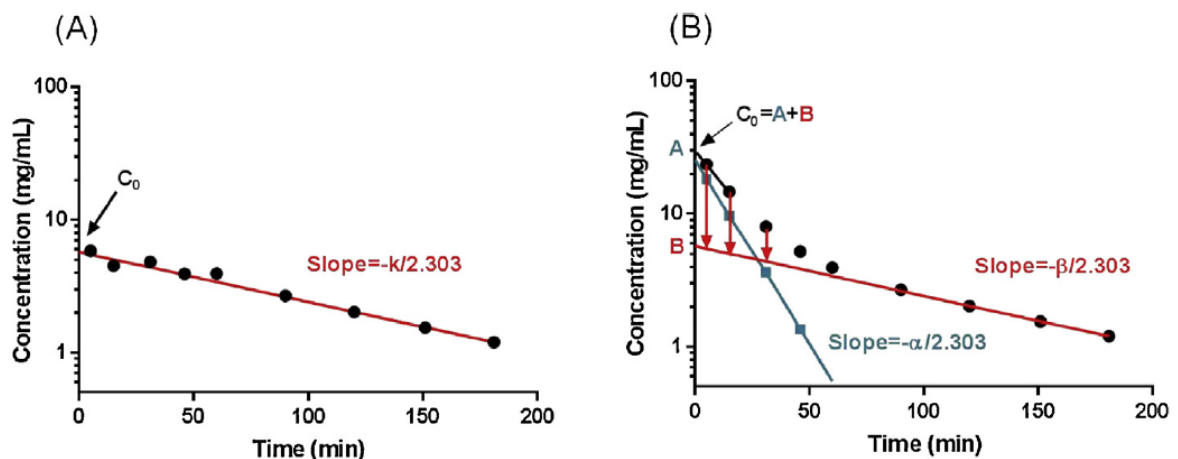 (A)
Concentration (mg/mL)
100
10
1
C₀
Slope=-k/2.303
0 50 100 150 200
Time (min)
(B)
Concentration (mg/mL)
100
10
1
C₀=A+B
A
B
Slope=-β/2.303
Slope=-α/2.303
0 50 100 150 200
Time (min)